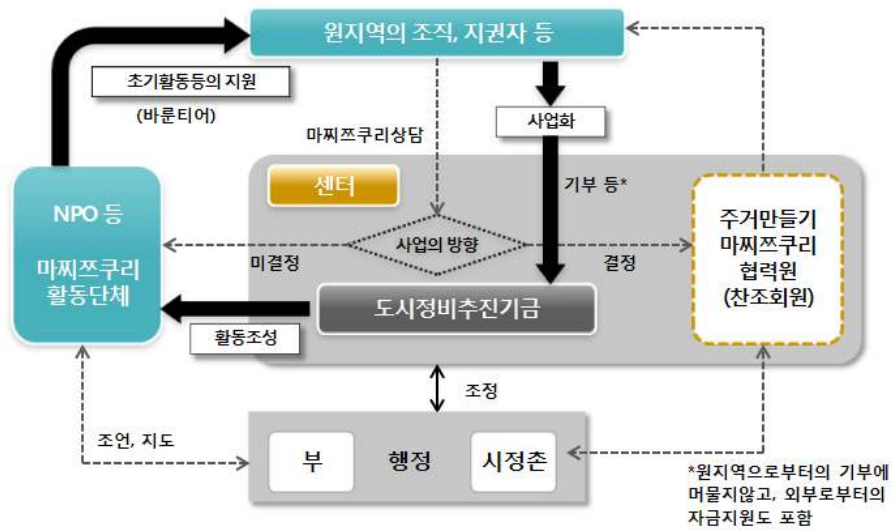 원지역의 조직, 지권자 등
초기활동등의 지원
(바룬티어)
사업화
마찌쯔쿠리상담
센터
기부 등*
NPO 등
마찌쯔쿠리
활동단체
사업의 방향
미결정
결정
주거만들기
마찌쯔쿠리
협력원
(찬조회원)
도시정비추진기금
활동조성
조정
조언, 지도
부
행정
시정촌
*원지역으로부터의 기부에
머물지않고, 외부로부터의
자금지원도 포함